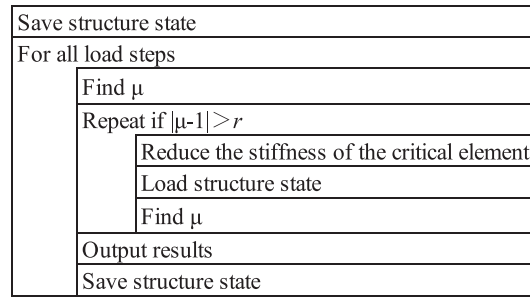 Save structure state
For all load steps
Find μ
Repeat if |μ-1|>r
Reduce the stiffness of the critical element
Load structure state
Find μ
Output results
Save structure state